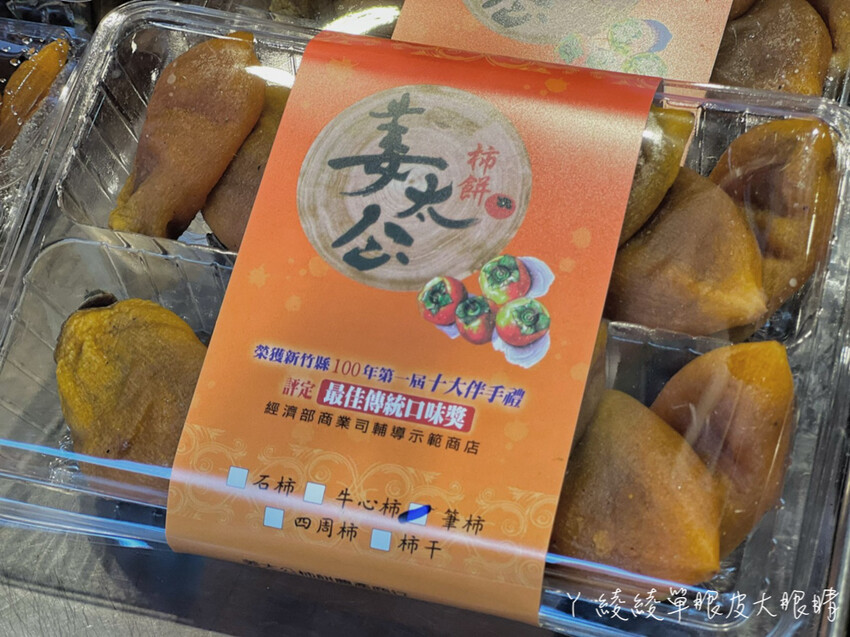 姜太公
柿餅
榮獲新竹縣100年第一屆十大伴手禮
評定 最佳傳統口味獎
經濟部商業司輔導示範商店
石柿 牛心柿 筆柿
四周柿 柿干
ㄚ綾綾單眼皮大眼睛